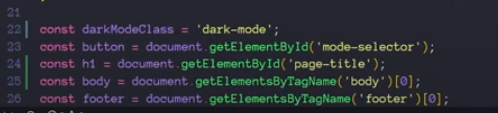 21
22 const darkModeClass = 'dark-mode';
23 const button = document.getElementById('mode-selector');
24 const h1 = document.getElementById('page-title');
25 const body = document.getElementsByTagName('body')[0];
26 const footer = document.getElementsByTagName('footer')[0];